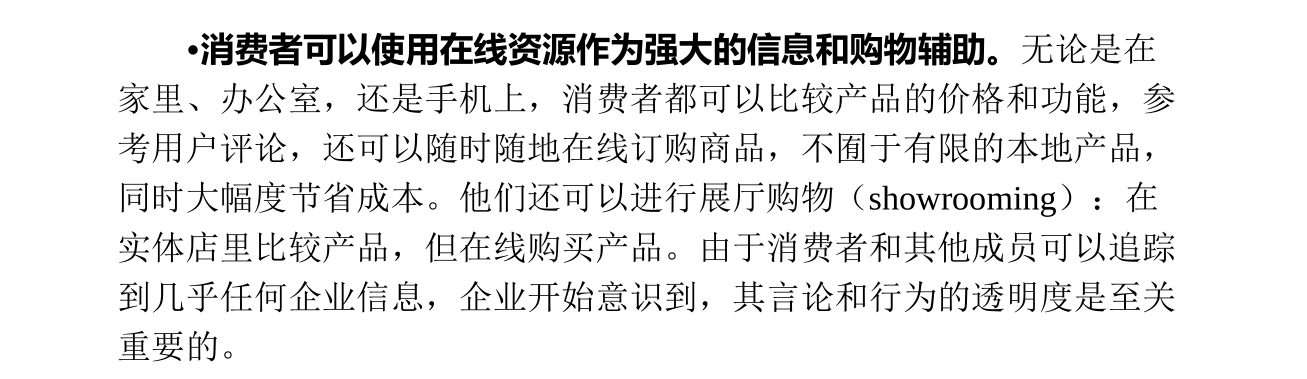 •消费者可以使用在线资源作为强大的信息和购物辅助。无论是在
家里、办公室，还是手机上，消费者都可以比较产品的价格和功能，参
考用户评论，还可以随时随地在线订购商品，不囿于有限的本地产品，
同时大幅度节省成本。他们还可以进行展厅购物（showrooming）：在
实体店里比较产品，但在线购买产品。由于消费者和其他成员可以追踪
到几乎任何企业信息，企业开始意识到，其言论和行为的透明度是至关
重要的。